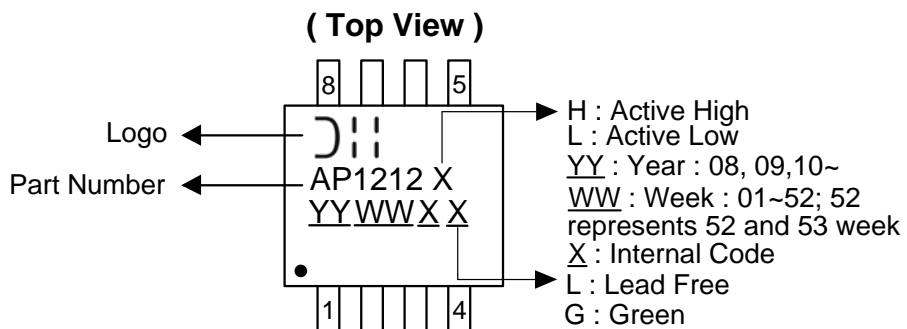 ( Top View )
8 5
Logo
AP1212 X
Part Number
YY WW X X
1 4
H : Active High
L : Active Low
YY : Year : 08, 09,10~
WW : Week : 01~52; 52
represents 52 and 53 week
X : Internal Code
L : Lead Free
G : Green